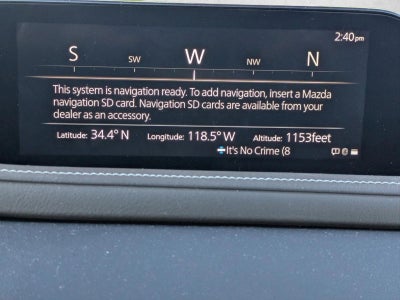 2:40pm
S SW W NW N
This system is navigation ready. To add navigation, insert a Mazda
navigation SD card. Navigation SD cards are available from your
dealer as an accessory.
Latitude: 34.4° N Longitude: 118.5° W Altitude: 1153feet
It's No Crime (8